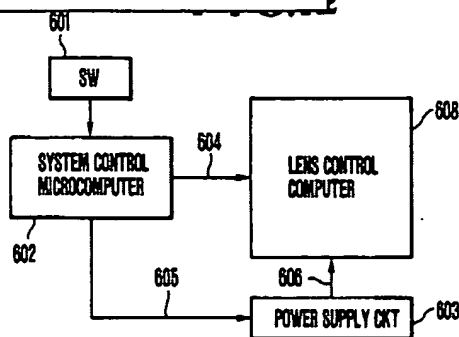 601
SW
SYSTEM CONTROL
MICROCOMPUTER
602
604
608
LENS CONTROL
COMPUTER
605
606
POWER SUPPLY CKT
603